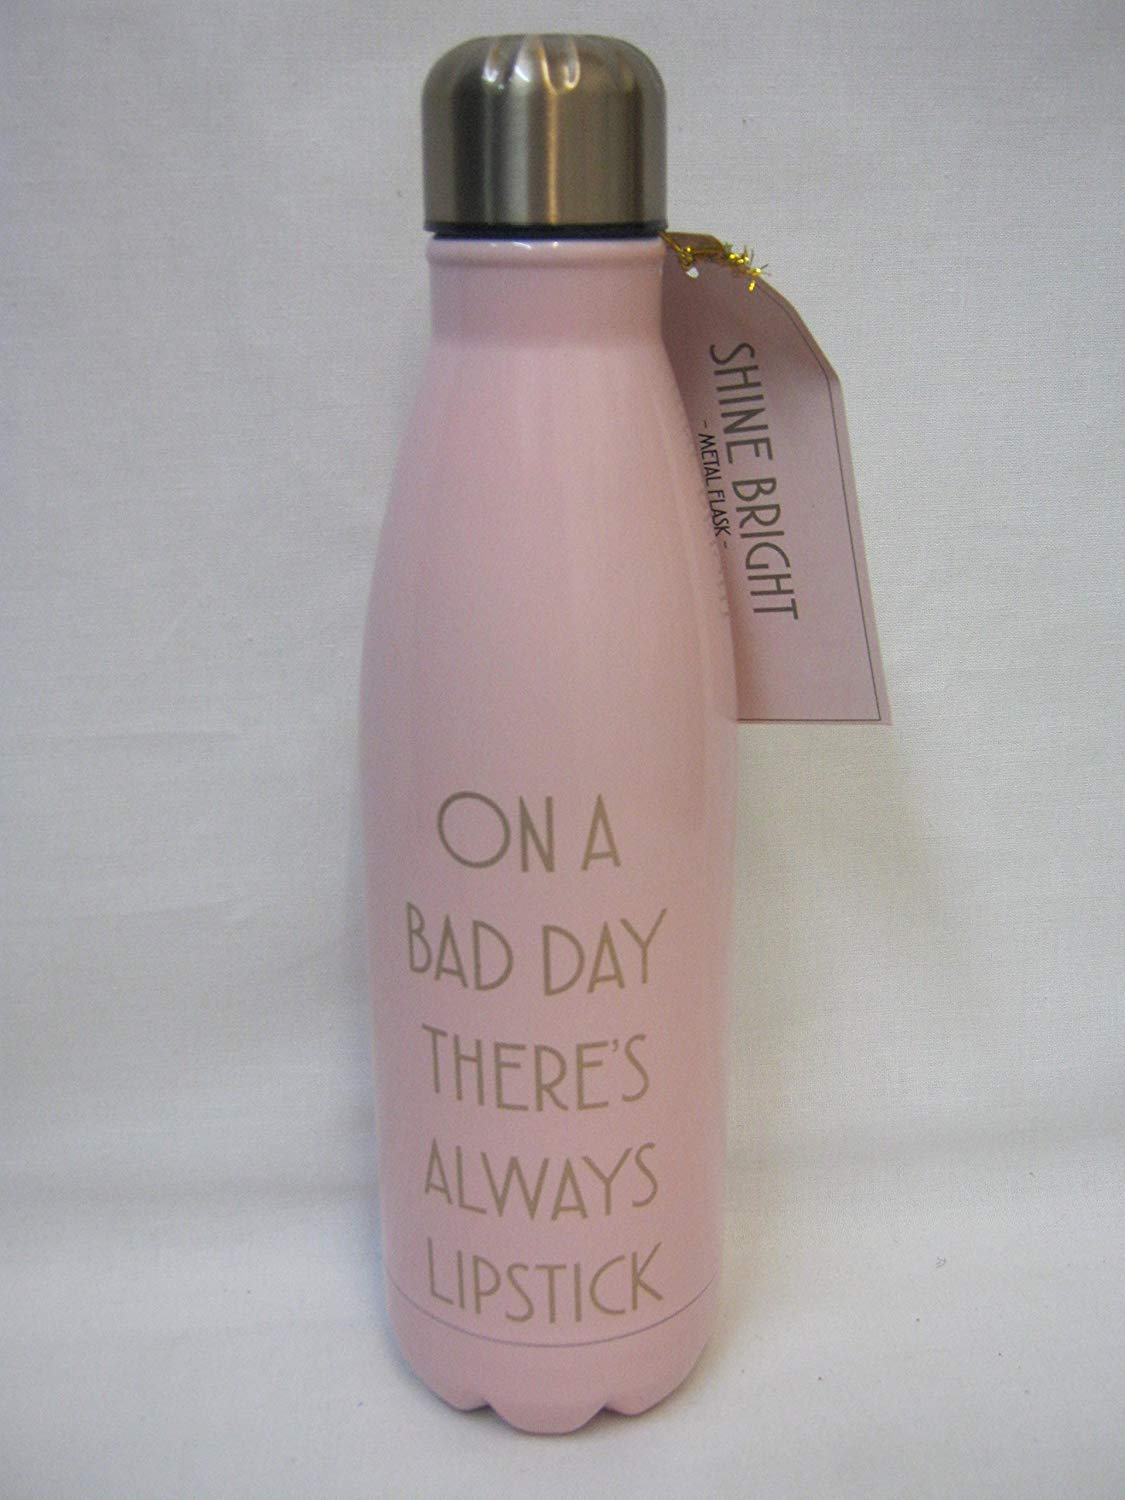 SHINE BRIGHT
- METAL FLASK -
ON A
BAD DAY
THERE'S
ALWAYS
LIPSTICK